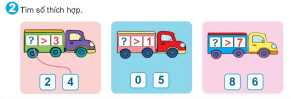 2 Tìm số thích hợp.
? > 3 ? > 1 ? > 7
2 4 0 5 8 6